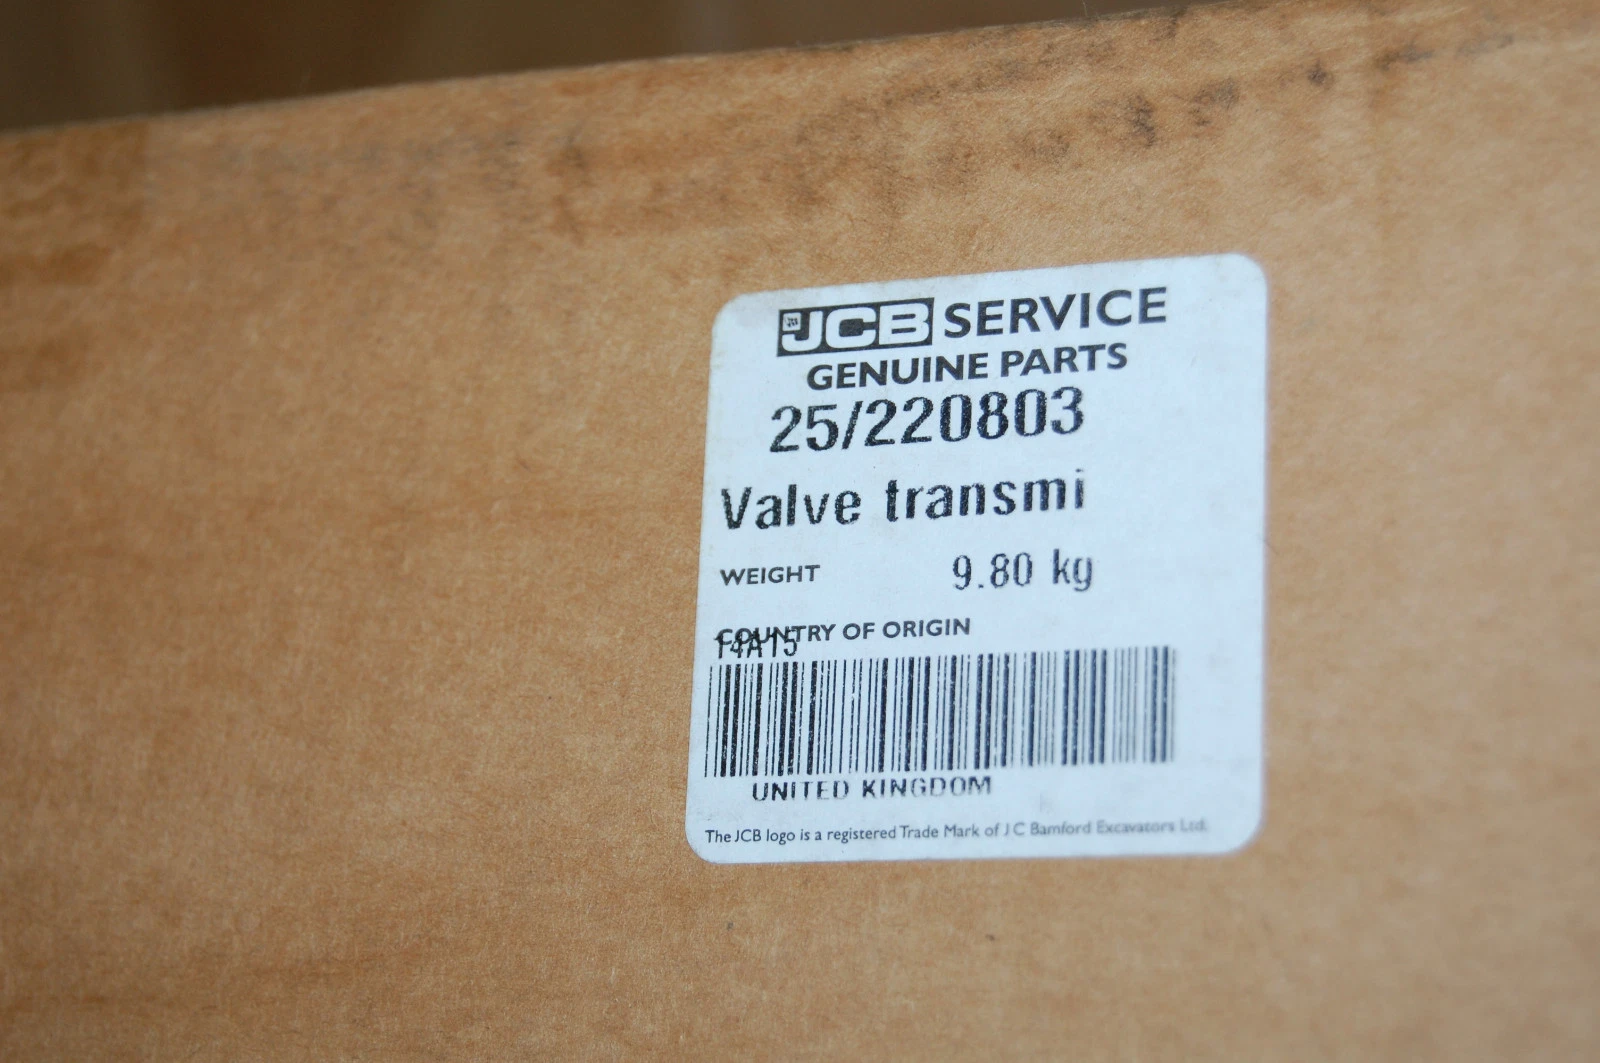 JCB SERVICE
GENUINE PARTS
25/220803
Valve transmi
WEIGHT 9.80 kg
COUNTRY OF ORIGIN
14A15
UNITED KINGDOM
The JCB logo is a registered Trade Mark of J C Bamford Excavators Ltd.